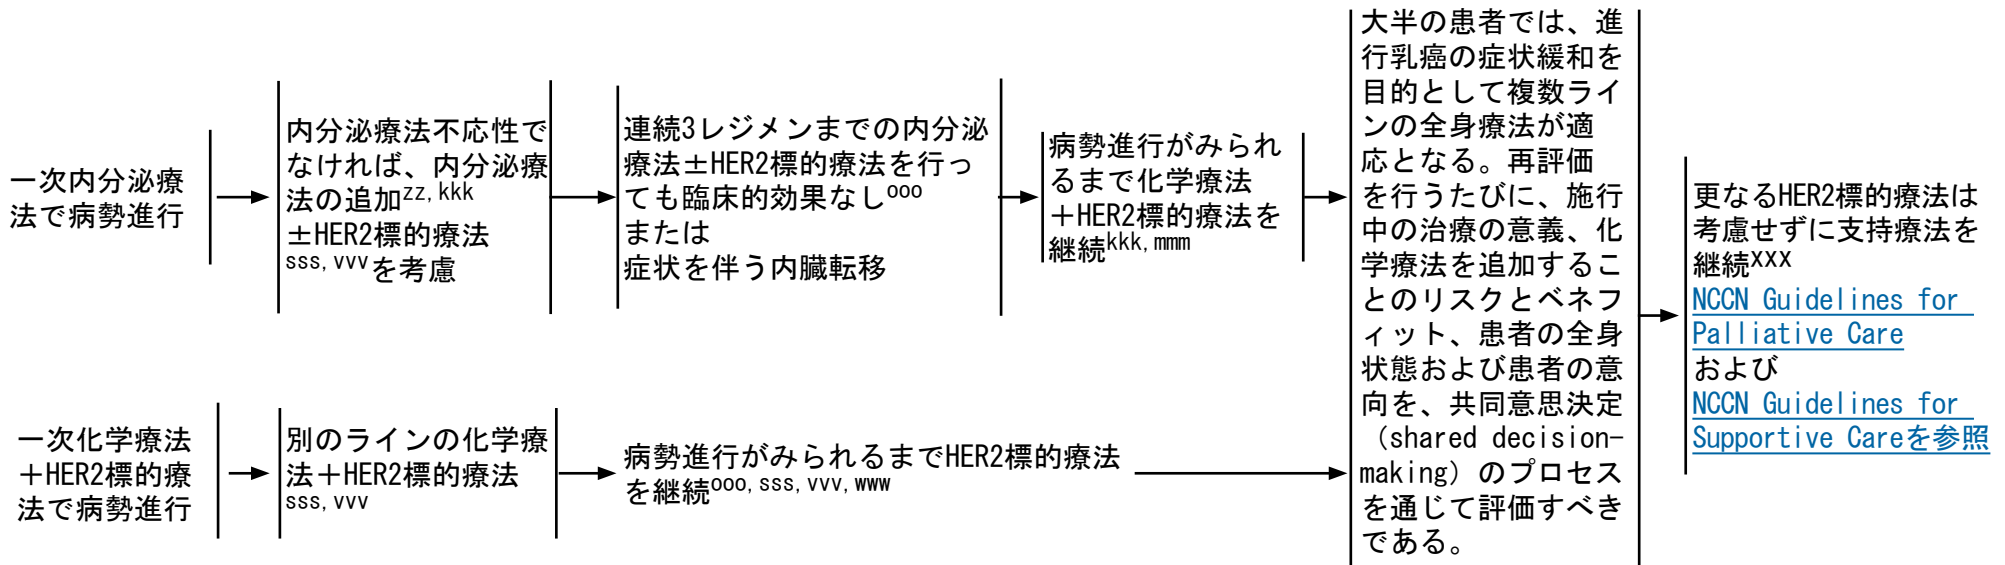 一次内分泌療
法で病勢進行
内分泌療法不応性で
なければ、内分泌療
法の追加zz,kkk
±HER2標的療法
sss,vvvを考慮
連続3レジメンまでの内分泌
療法±HER2標的療法を行っ
ても臨床的効果なしooo
または
症状を伴う内臓転移
病勢進行がみられ
るまで化学療法
＋HER2標的療法を
継続kkk,mmm
一次化学療法
＋HER2標的療
法で病勢進行
別のラインの化学療
法＋HER2標的療法
sss,vvv
病勢進行がみられるまでHER2標的療法
を継続ooo,sss,vvv,www
大半の患者では、進
行乳癌の症状緩和を
目的として複数ライ
ンの全身療法が適
応となる。再評価
を行うたびに、施行
中の治療の意義、化
学療法を追加するこ
とのリスクとベネフ
ィット、患者の全身
状態および患者の意
向を、共同意思決定
（shared decision-
making）のプロセス
を通じて評価すべき
である。
更なるHER2標的療法は
考慮せずに支持療法を
継続xxx
NCCN Guidelines for
Palliative Care
および
NCCN Guidelines for
Supportive Careを参照